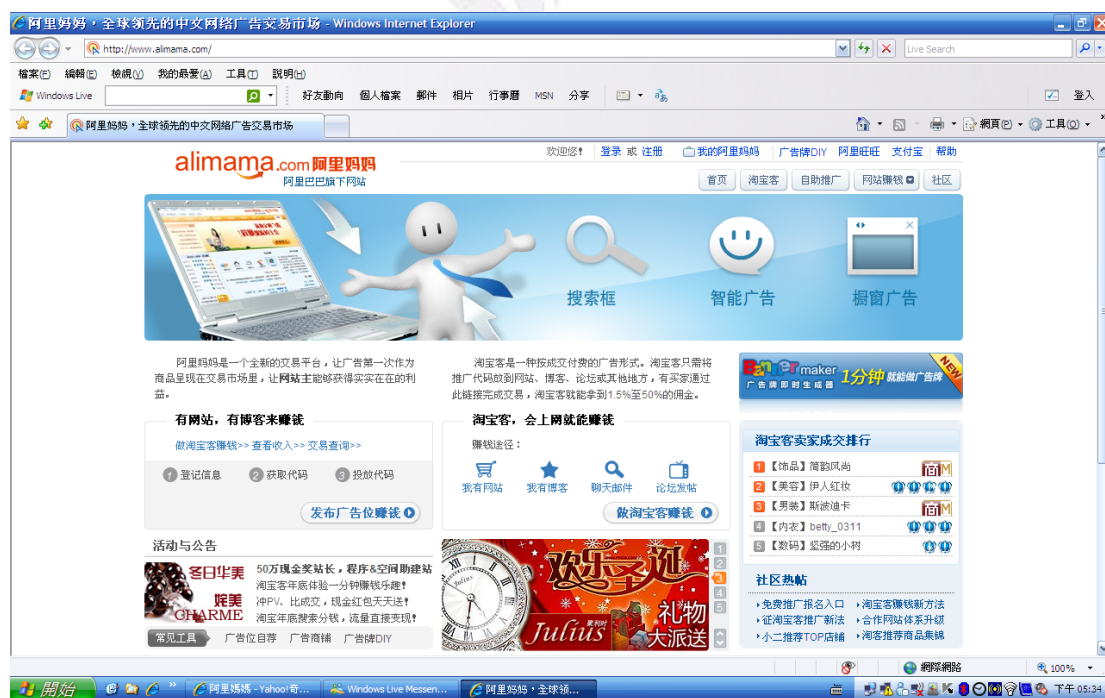 阿里妈妈，全球领先的中文网络广告交易市场 - Windows Internet Explorer
http://www.alimama.com/
Live Search
檔案(F) 編輯(E) 檢視(V) 我的最愛(A) 工具(T) 說明(H)
Windows Live 好友動向 個人檔案 郵件 相片 行事曆 MSN 分享 登入
阿里妈妈，全球领先的中文网络广告交易市场 網頁(P) 工具(O)
欢迎您! 登录 或 注册 我的阿里妈妈 广告牌DIY 阿里旺旺 支付宝 帮助
alimama.com 阿里妈妈
阿里巴巴旗下网站
首页 淘宝客 自助推广 网站赚钱 社区
搜索框 智能广告 橱窗广告
阿里妈妈是一个全新的交易平台，让广告第一次作为
商品呈现在交易市场里，让网站主能够获得实实在在的利
益。
淘宝客是一种按成交付费的广告形式。淘宝客只需将
推广代码放到网站、博客、论坛或其他地方，有买家通过
此链接完成交易，淘宝客就能拿到1.5%至50%的佣金。
Banner maker 1分钟 就能做广告牌 NEW
广告牌即时生成器
有网站，有博客来赚钱
做淘宝客赚钱>> 查看收入>> 交易查询>>
1 登记信息 2 获取代码 3 投放代码
发布广告位赚钱
淘宝客，会上网就能赚钱
赚钱途径：
我有网站 我有博客 聊天邮件 论坛发帖
做淘宝客赚钱
淘宝客卖家成交排行
1 【饰品】简韵风尚
2 【美容】伊人红妆
3 【男装】斯波迪卡
4 【内衣】betty_0311
5 【数码】坚强的小树
活动与公告
冬日华美
姹美
CHARME
50万现金奖站长，程序&空间助建站
淘宝客年底体验一分钟赚钱乐趣!
冲PV、比成交，现金红包天天送!
淘宝年底搜索分钱，流量直接变现!
常见工具 广告位自荐 广告商铺 广告牌DIY
欢乐圣诞
Julius
礼物
大派送
1
2
3
4
5
社区热帖
免费推广报名入口 淘宝客赚钱新方法
征淘宝客推广新法 合作网站体系升级
小二推荐TOP店铺 淘客推荐商品集锦
網際網路 100%
開始 阿里媽媽 - Yahoo!奇... Windows Live Messen... 阿里妈妈，全球领... 下午 05:34